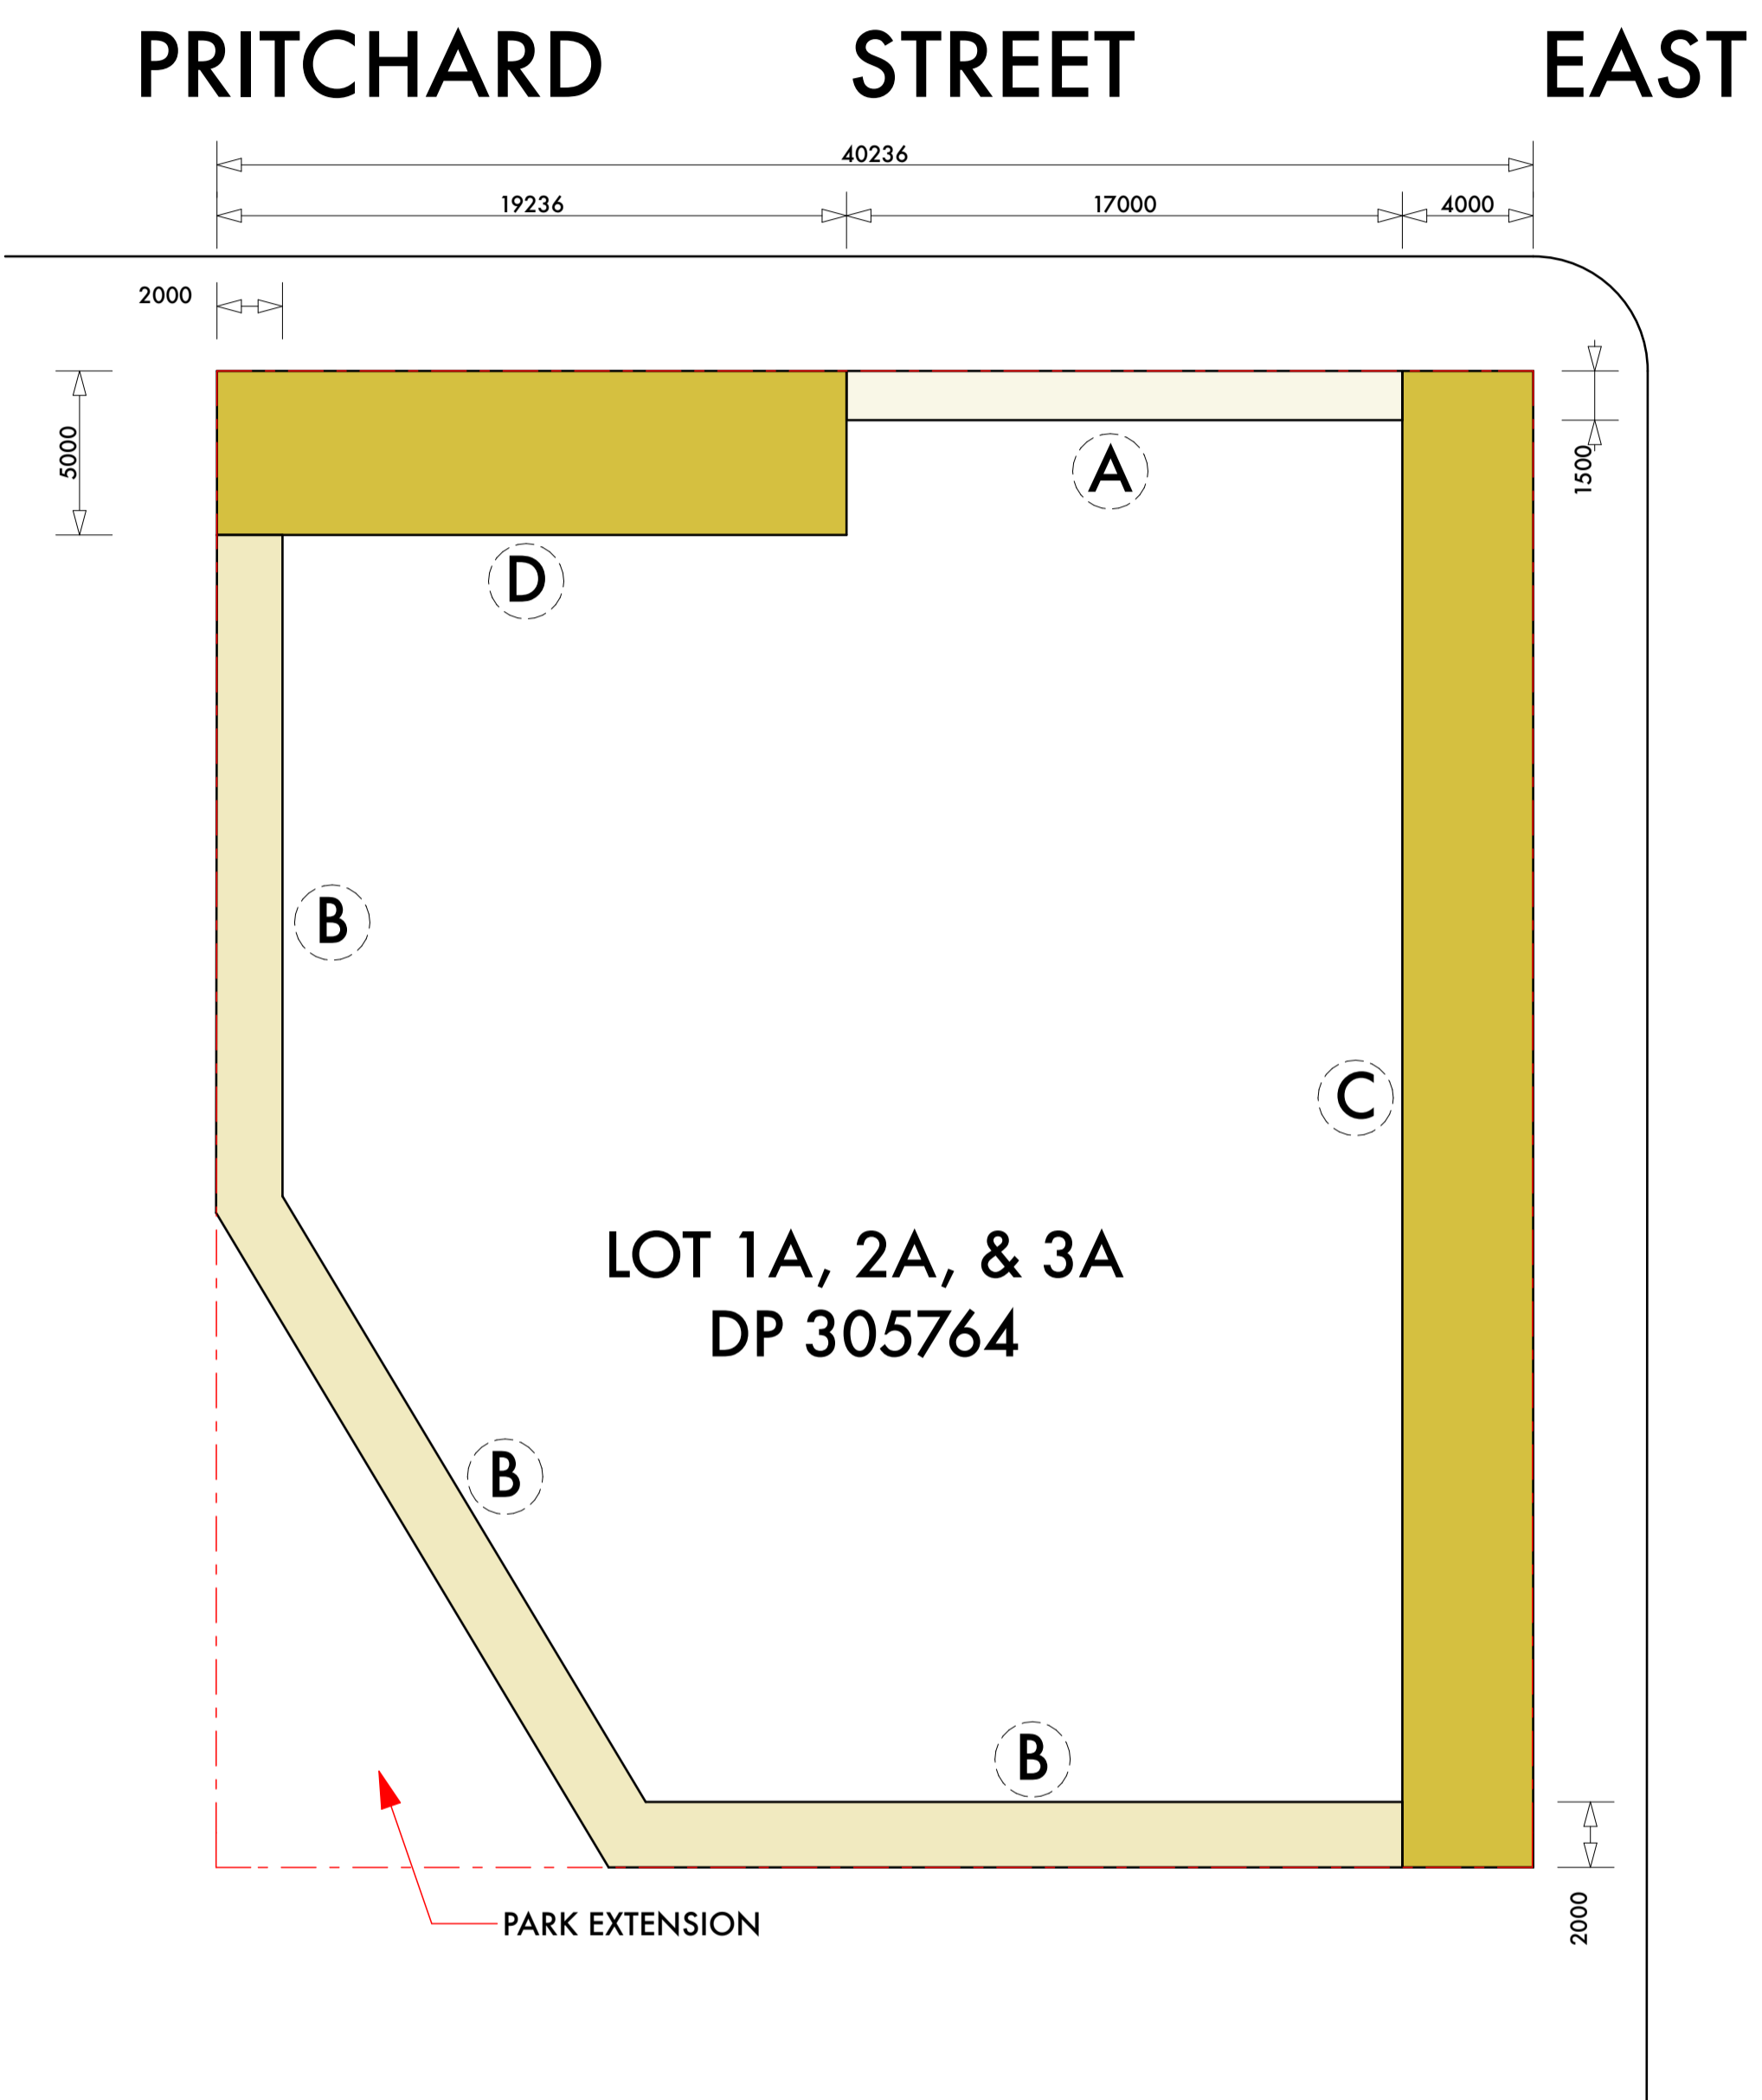 PRITCHARD STREET EAST
40236
19236 17000 4000
2000
5000
1500
A
D
B
C
LOT 1A, 2A, & 3A
DP 305764
B
B
PARK EXTENSION
2000